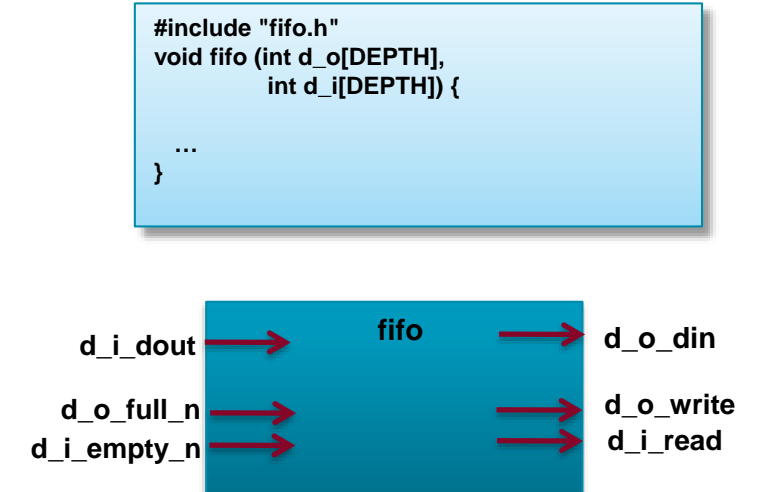 #include "fifo.h"
void fifo (int d_o[DEPTH],
int d_i[DEPTH]) {
…
}
fifo
d_i_dout
d_o_din
d_o_full_n
d_o_write
d_i_empty_n
d_i_read